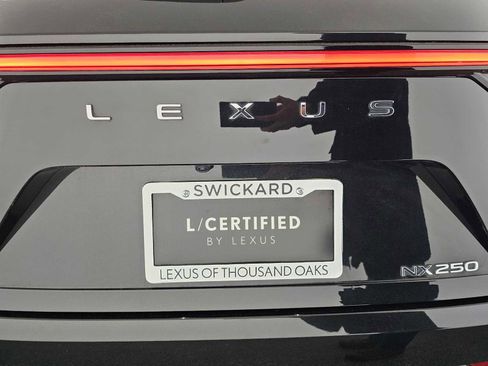 LEXUS
SWICKARD
L/CERTIFIED
BY LEXUS
LEXUS OF THOUSAND OAKS
NX 250